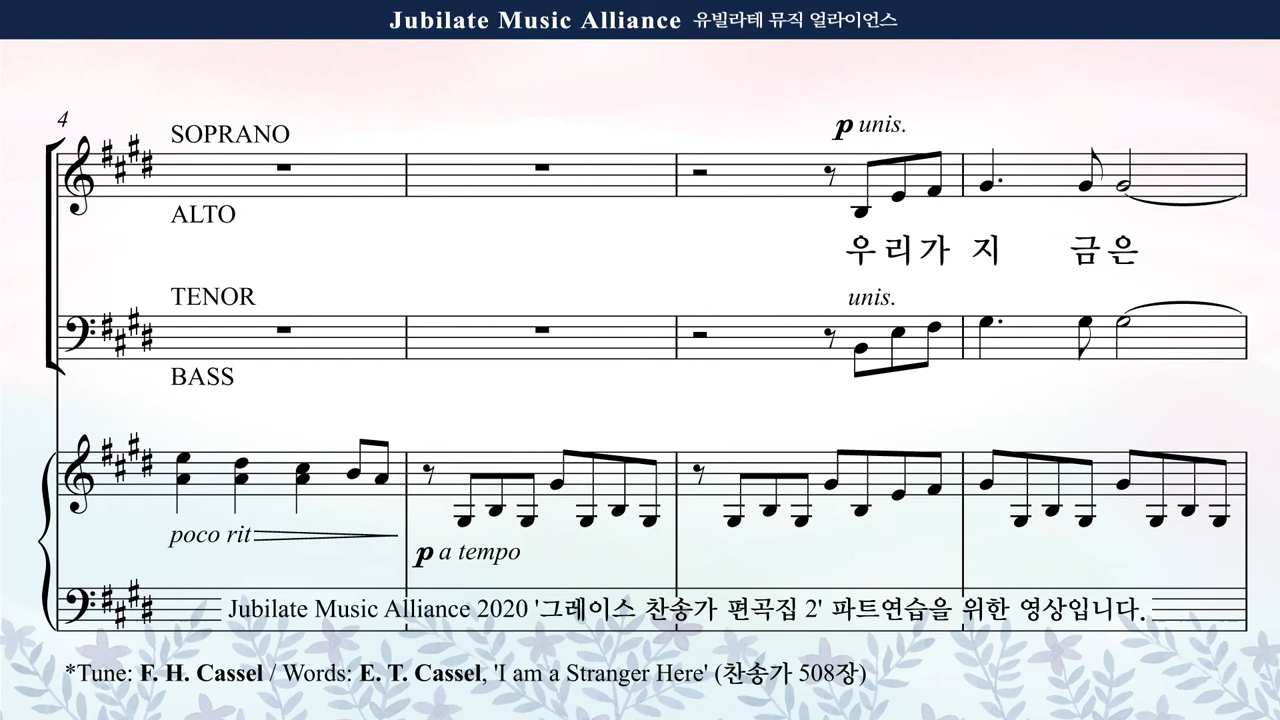 Jubilate Music Alliance 유빌라테 뮤직 얼라이언스
4
SOPRANO
p unis.
ALTO
우리가 지 금은
TENOR
unis.
BASS
poco rit
p a tempo
Jubilate Music Alliance 2020 '그레이스 찬송가 편곡집 2' 파트연습을 위한 영상입니다.
*Tune: F. H. Cassel / Words: E. T. Cassel, 'I am a Stranger Here' (찬송가 508장)